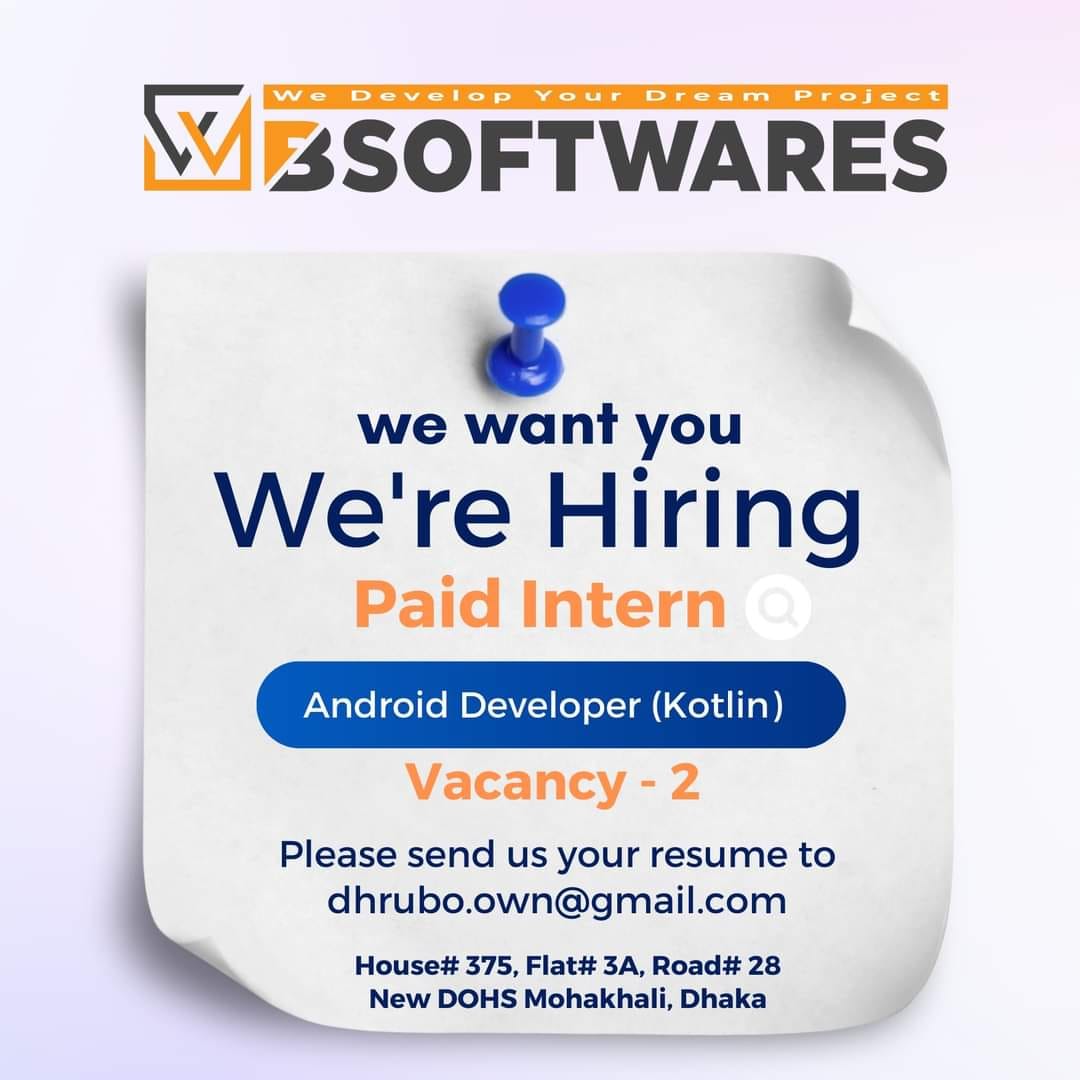 We Develop Your Dream Project
WBSOFTWARES
we want you
We're Hiring
Paid Intern
Android Developer (Kotlin)
Vacancy - 2
Please send us your resume to
dhrubo.own@gmail.com
House# 375, Flat# 3A, Road# 28
New DOHS Mohakhali, Dhaka